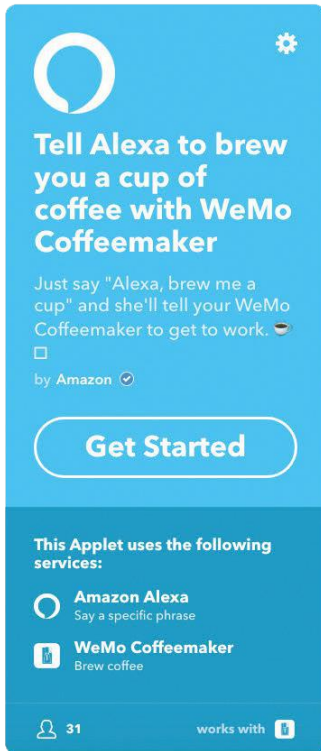 Tell Alexa to brew
you a cup of
coffee with WeMo
Coffeemaker
Just say "Alexa, brew me a
cup" and she'll tell your WeMo
Coffeemaker to get to work. ☕
□
by Amazon
Get Started
This Applet uses the following
services:
Amazon Alexa
Say a specific phrase
WeMo Coffeemaker
Brew coffee
31 works with